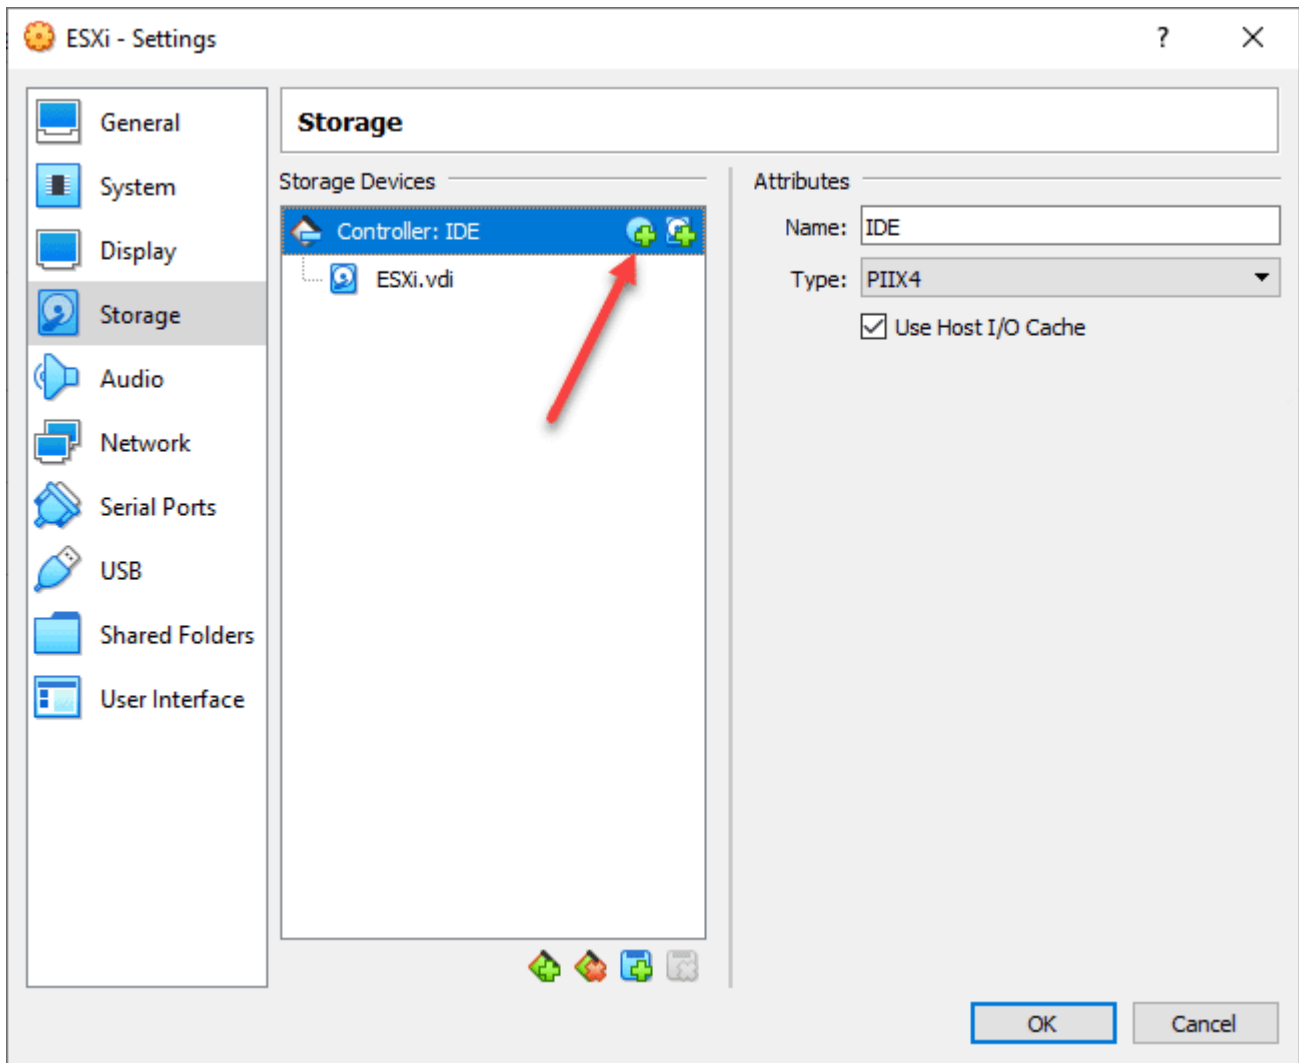 ESXi - Settings
?
General
System
Display
Storage
Audio
Network
Serial Ports
USB
Shared Folders
User Interface
Storage
Storage Devices
Controller: IDE
ESXi.vdi
Attributes
Name: IDE
Type: PIIX4
Use Host I/O Cache
OK
Cancel